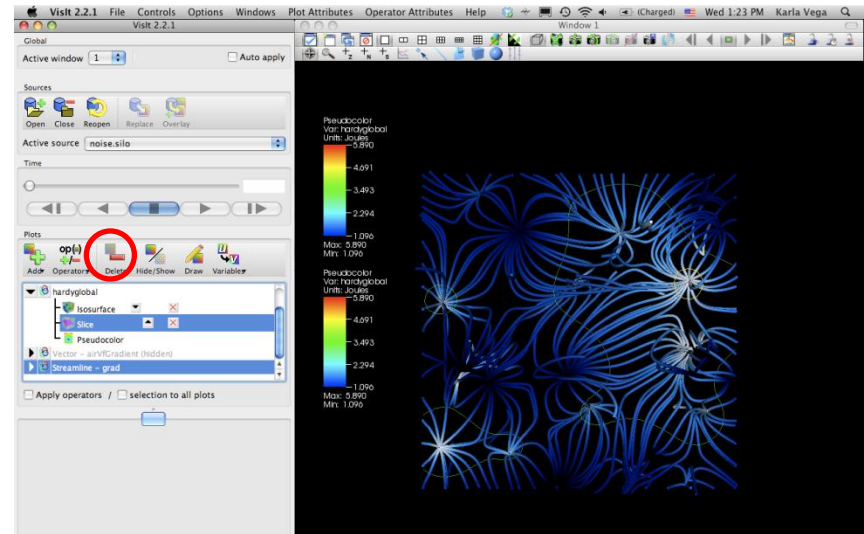 VisIt 2.2.1 File Controls Options Windows Plot Attributes Operator Attributes Help (Charged) Wed 1:23 PM Karla Vega
VisIt 2.2.1
Window 1
Global
Active window 1 Auto apply
Sources
Open Close Reopen Replace Overlay
Active source noise.silo
Time
Plots
op(=)
+/-
Add Operators Delete Hide/Show Draw Variables
hardyglobal
Isosurface
Slice
Pseudocolor
Vector - airVfGradient (hidden)
Streamline - grad
Apply operators / selection to all plots
Pseudocolor
Var: hardyglobal
Units: Joules
5.890
4.691
3.493
2.294
1.096
Max: 5.890
Min: 1.096
Pseudocolor
Var: hardyglobal
Units: Joules
5.890
4.691
3.493
2.294
1.096
Max: 5.890
Min: 1.096